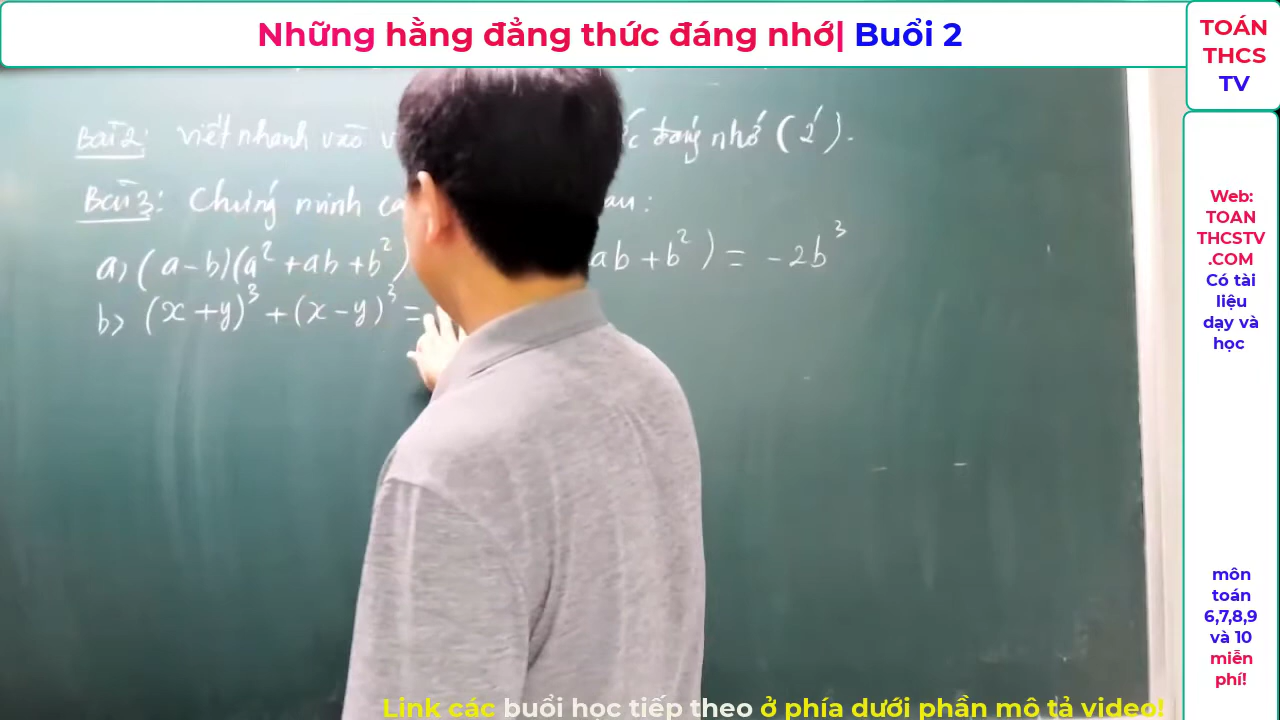 Những hằng đẳng thức đáng nhớ| Buổi 2
TOÁN
THCS
TV
Bài 2: viết nhanh vào đáng nhớ (2').
Bài 3: Chứng minh sau:
a) (a-b)(a² + ab + b²) ab + b²) = -2b³
b) (x + y)³ + (x - y)³ =
Web:
TOAN
THCSTV
.COM
Có tài
liệu
dạy và
học
môn
toán
6,7,8,9
và 10
miễn
phí!
Link các buổi học tiếp theo ở phía dưới phần mô tả video!